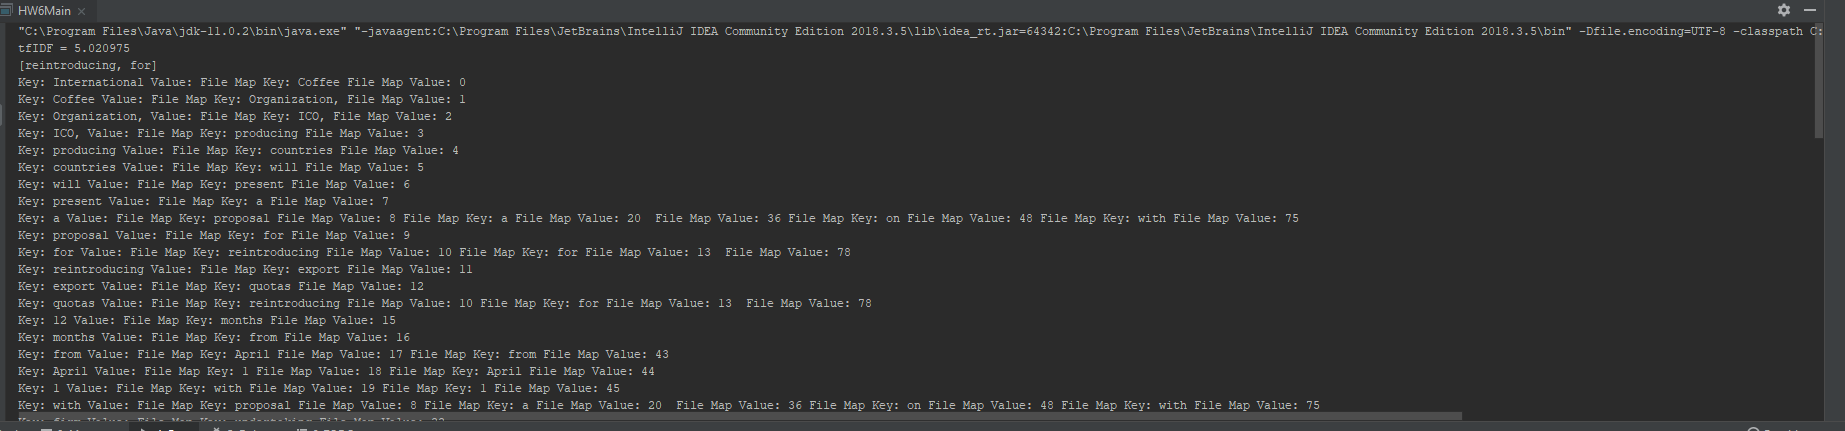 HW6Main
"C:\Program Files\Java\jdk-11.0.2\bin\java.exe" "-javaagent:C:\Program Files\JetBrains\IntelliJ IDEA Community Edition 2018.3.5\lib\idea_rt.jar=64342:C:\Program Files\JetBrains\IntelliJ IDEA Community Edition 2018.3.5\bin" -Dfile.encoding=UTF-8 -classpath C:
tfIDF = 5.020975
[reintroducing, for]
Key: International Value: File Map Key: Coffee File Map Value: 0
Key: Coffee Value: File Map Key: Organization, File Map Value: 1
Key: Organization, Value: File Map Key: ICO, File Map Value: 2
Key: ICO, Value: File Map Key: producing File Map Value: 3
Key: producing Value: File Map Key: countries File Map Value: 4
Key: countries Value: File Map Key: will File Map Value: 5
Key: will Value: File Map Key: present File Map Value: 6
Key: present Value: File Map Key: a File Map Value: 7
Key: a Value: File Map Key: proposal File Map Value: 8 File Map Key: a File Map Value: 20  File Map Value: 36 File Map Key: on File Map Value: 48 File Map Key: with File Map Value: 75
Key: proposal Value: File Map Key: for File Map Value: 9
Key: for Value: File Map Key: reintroducing File Map Value: 10 File Map Key: for File Map Value: 13  File Map Value: 78
Key: reintroducing Value: File Map Key: export File Map Value: 11
Key: export Value: File Map Key: quotas File Map Value: 12
Key: quotas Value: File Map Key: reintroducing File Map Value: 10 File Map Key: for File Map Value: 13  File Map Value: 78
Key: 12 Value: File Map Key: months File Map Value: 15
Key: months Value: File Map Key: from File Map Value: 16
Key: from Value: File Map Key: April File Map Value: 17 File Map Key: from File Map Value: 43
Key: April Value: File Map Key: 1 File Map Value: 18 File Map Key: April File Map Value: 44
Key: 1 Value: File Map Key: with File Map Value: 19 File Map Key: 1 File Map Value: 45
Key: with Value: File Map Key: proposal File Map Value: 8 File Map Key: a File Map Value: 20  File Map Value: 36 File Map Key: on File Map Value: 48 File Map Key: with File Map Value: 75